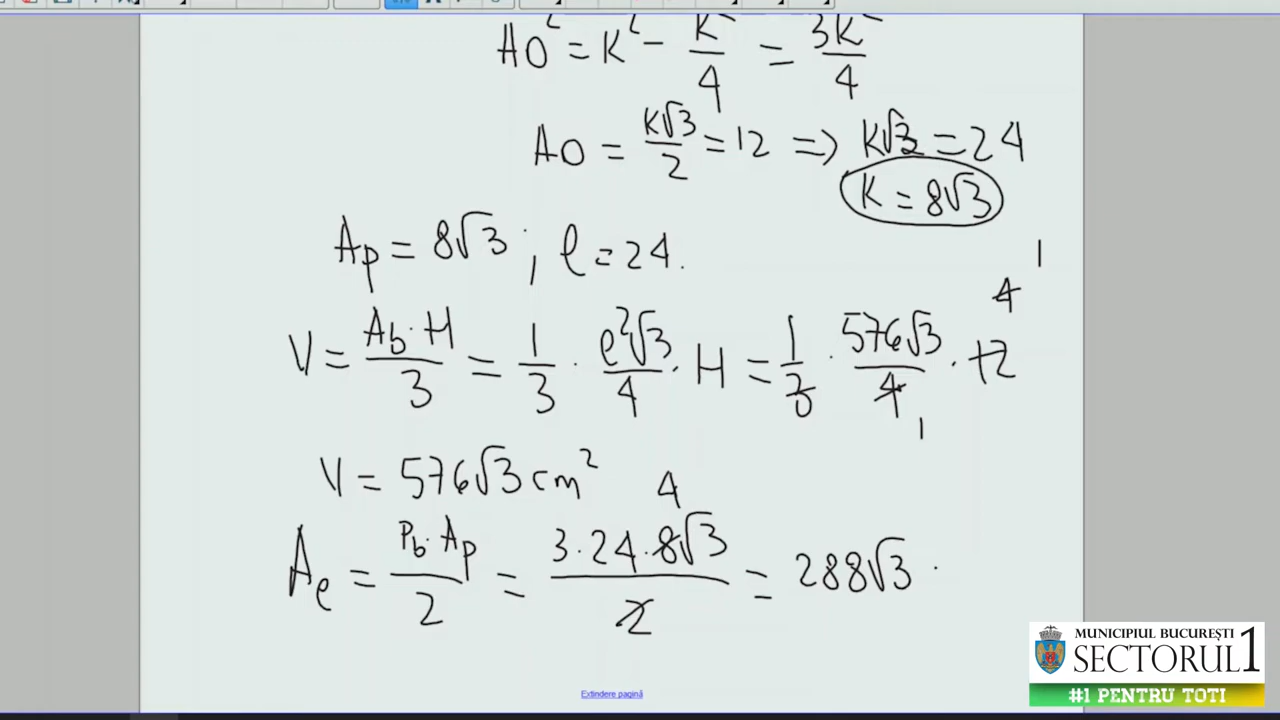 AO² = K² − K²/4 = 3K²/4
AO = K√3/2 = 12 => K√3 = 24
K = 8√3
Ap = 8√3 ; l = 24.
1
4
V = Ab · H/3 = 1/3 · l²√3/4 · H = 1/3 · 576√3/4 · 12
1
V = 576√3 cm²
4
Al = Pb · Ap/2 = 3 · 24 · 8√3/2 = 288√3 .
MUNICIPIUL BUCUREȘTI
SECTORUL 1
#1 PENTRU TOTI
Extindere pagină